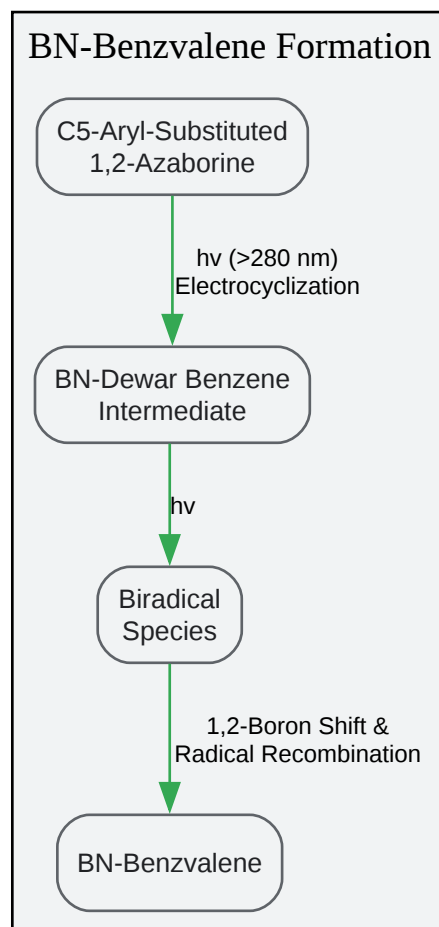 BN-Benzvalene Formation
C5-Aryl-Substituted
1,2-Azaborine
hv (>280 nm)
Electrocyclization
BN-Dewar Benzene
Intermediate
hv
Biradical
Species
1,2-Boron Shift &
Radical Recombination
BN-Benzvalene